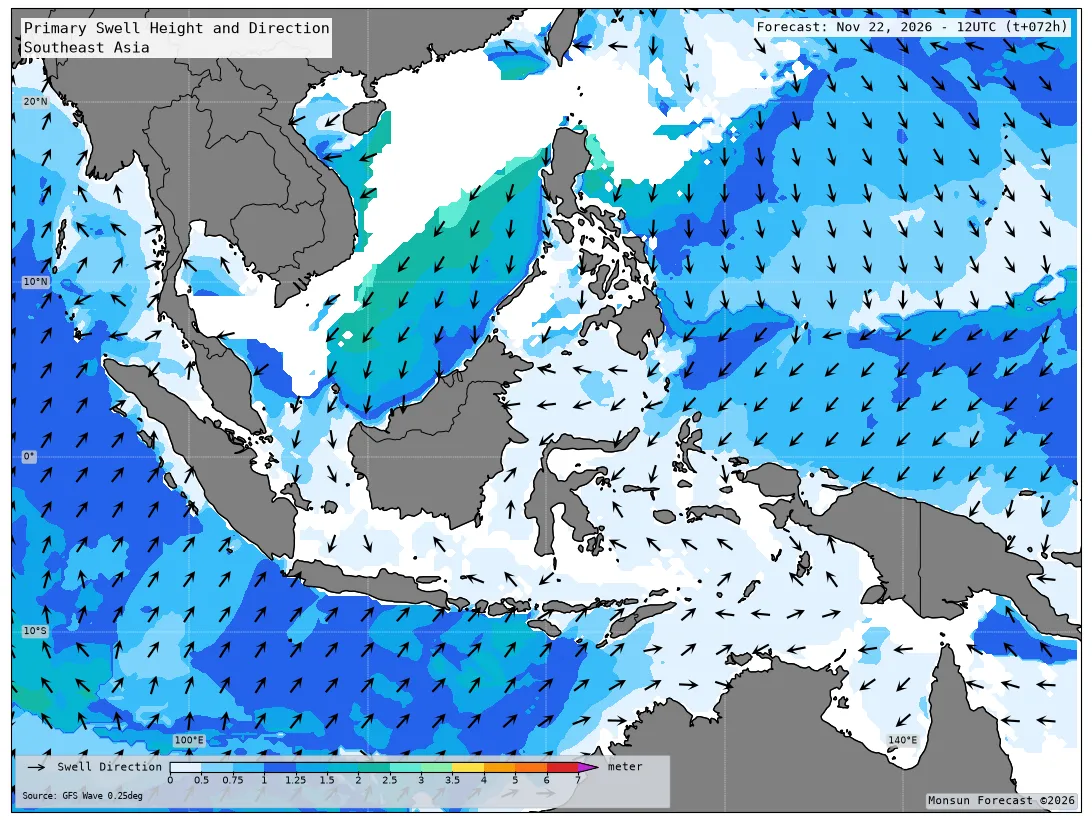 Primary Swell Height and Direction
Southeast Asia
Forecast: Nov 22, 2026 - 12UTC (t+072h)
20°N
10°N
0°
10°S
100°E
140°E
Swell Direction
0 0.5 0.75 1 1.25 1.5 2 2.5 3 3.5 4 5 6 7
meter
Source: GFS Wave 0.25deg
Monsun Forecast ©2026